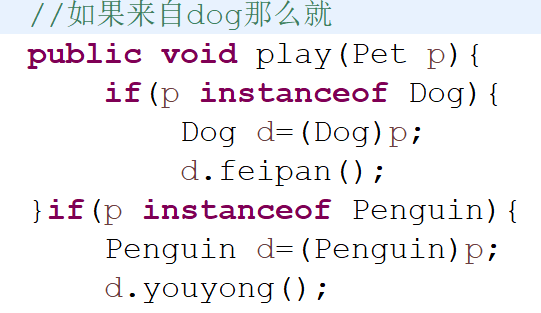 //如果来自dog那么就
public void play(Pet p){
if(p instanceof Dog){
Dog d=(Dog)p;
d.feipan();
}if(p instanceof Penguin){
Penguin d=(Penguin)p;
d.youyong();